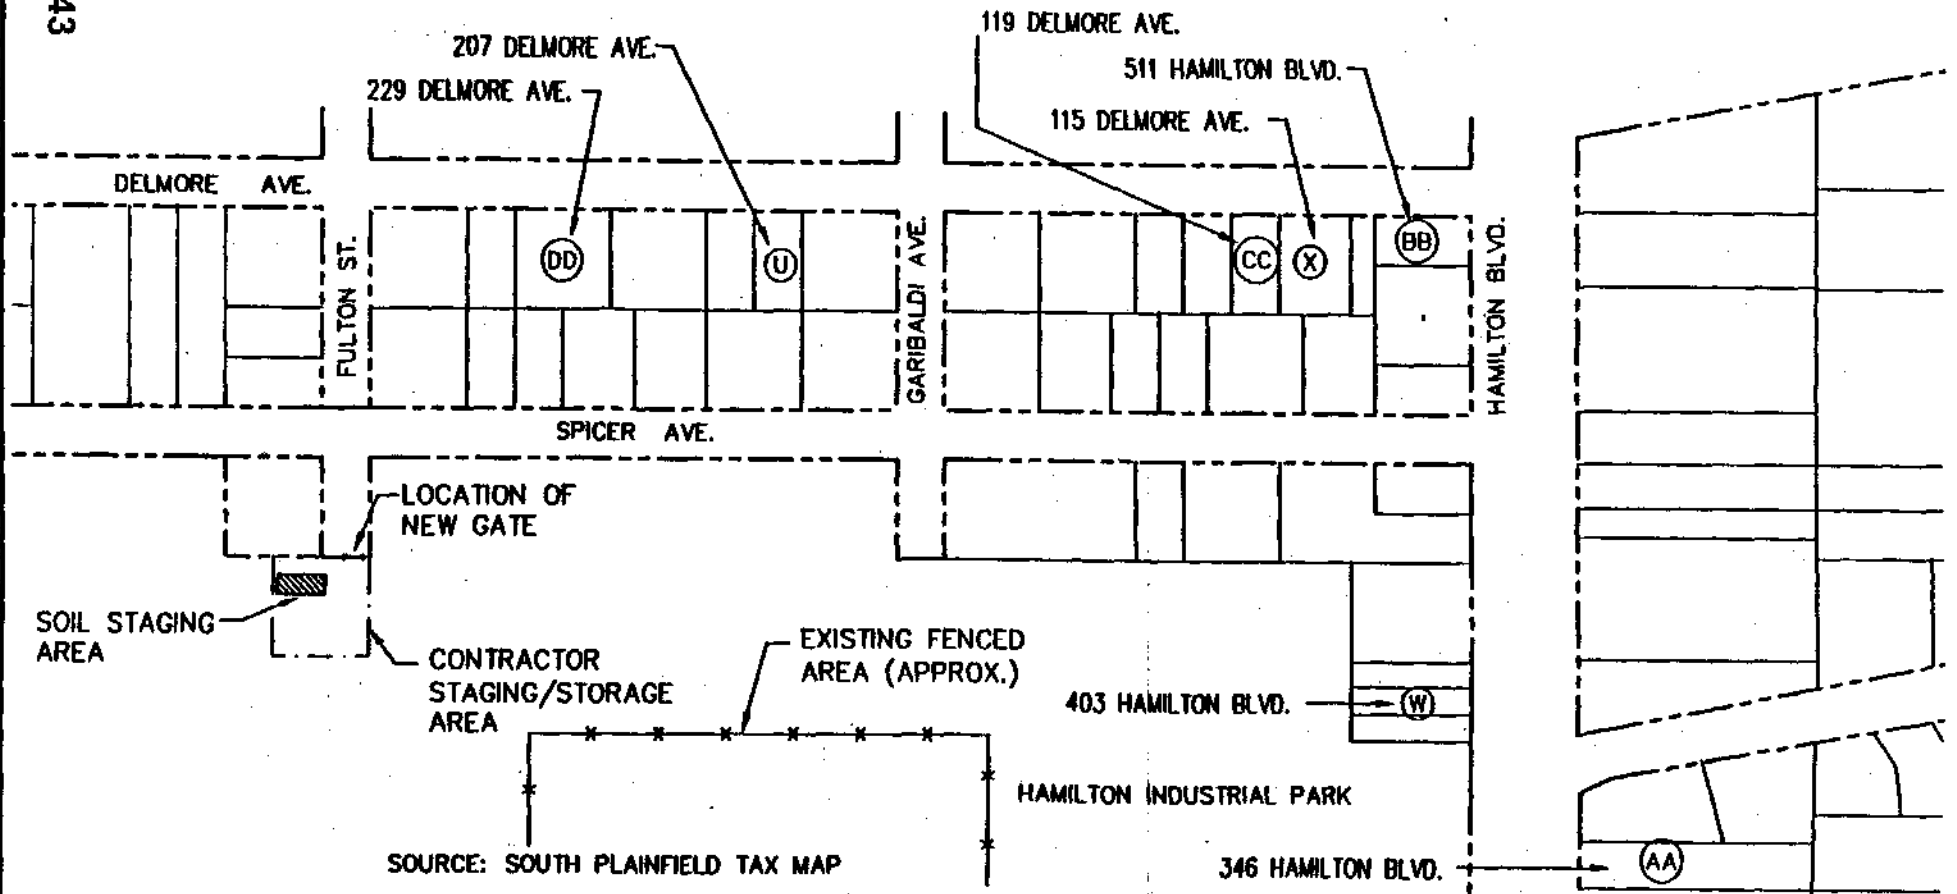 43
119 DELMORE AVE.
207 DELMORE AVE.
511 HAMILTON BLVD.
229 DELMORE AVE.
115 DELMORE AVE.
DELMORE AVE.
FULTON ST.
DD
U
GARIBALDI AVE.
CC
X
BB
HAMILTON BLVD.
SPICER AVE.
LOCATION OF
NEW GATE
SOIL STAGING
AREA
CONTRACTOR
STAGING/STORAGE
AREA
EXISTING FENCED
AREA (APPROX.)
403 HAMILTON BLVD.
W
HAMILTON INDUSTRIAL PARK
SOURCE: SOUTH PLAINFIELD TAX MAP
346 HAMILTON BLVD.
AA